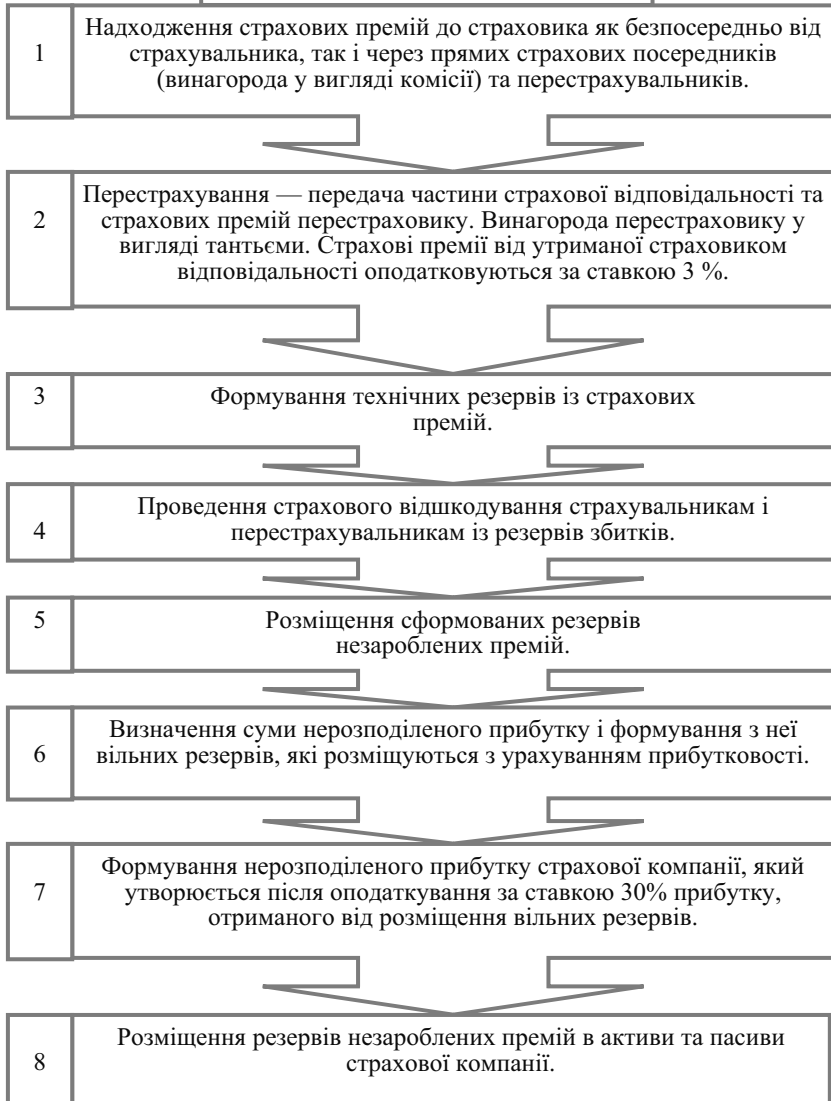 1
Надходження страхових премій до страховика як безпосередньо від
страхувальника, так і через прямих страхових посередників
(винагорода у вигляді комісії) та перестрахувальників.
2
Перестрахування — передача частини страхової відповідальності та
страхових премій перестраховику. Винагорода перестраховику у
вигляді тантьєми. Страхові премії від утриманої страховиком
відповідальності оподатковуються за ставкою 3 %.
3
Формування технічних резервів із страхових
премій.
4
Проведення страхового відшкодування страхувальникам і
перестрахувальникам із резервів збитків.
5
Розміщення сформованих резервів
незароблених премій.
6
Визначення суми нерозподіленого прибутку і формування з неї
вільних резервів, які розміщуються з урахуванням прибутковості.
7
Формування нерозподіленого прибутку страхової компанії, який
утворюється після оподаткування за ставкою 30% прибутку,
отриманого від розміщення вільних резервів.
8
Розміщення резервів незароблених премій в активи та пасиви
страхової компанії.